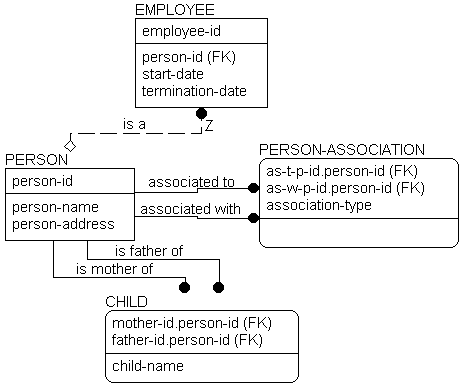 EMPLOYEE
employee-id
person-id (FK)
start-date
termination-date
is a
Z
PERSON
person-id
person-name
person-address
associated to
associated with
PERSON-ASSOCIATION
as-t-p-id.person-id (FK)
as-w-p-id.person-id (FK)
association-type
is father of
is mother of
CHILD
mother-id.person-id (FK)
father-id.person-id (FK)
child-name